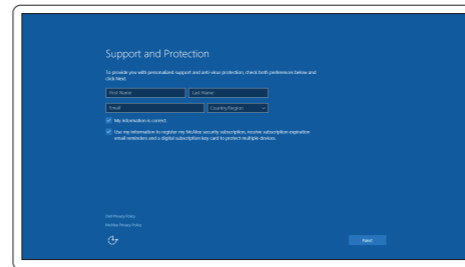 Support and Protection
To provide you with personalized support and anti-virus protection, check both preferences below and
click Next.
First Name
Last Name
Email
Country/Region
My information is correct.
Use my information to register my McAfee security subscription, receive subscription expiration
email reminders and a digital subscription key card to protect multiple devices.
Dell Privacy Policy
McAfee Privacy Policy
Next